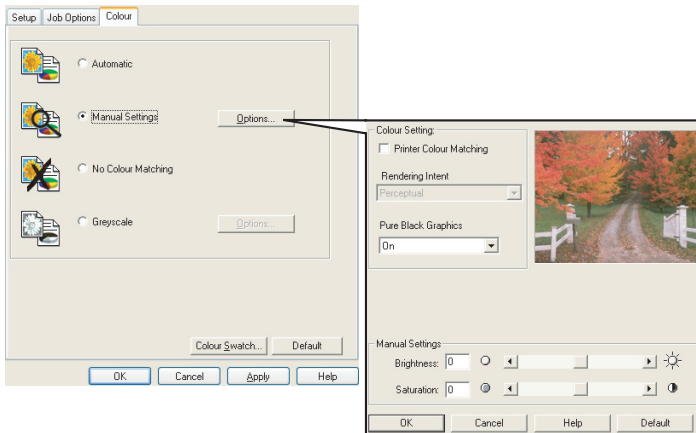 Setup Job Options Colour
Automatic
Manual Settings Options...
No Colour Matching
Greyscale Options...
Colour Swatch... Default
OK Cancel Apply Help
Colour Setting:
Printer Colour Matching
Rendering Intent
Perceptual
Pure Black Graphics
On
Manual Settings
Brightness: 0
Saturation: 0
OK Cancel Help Default